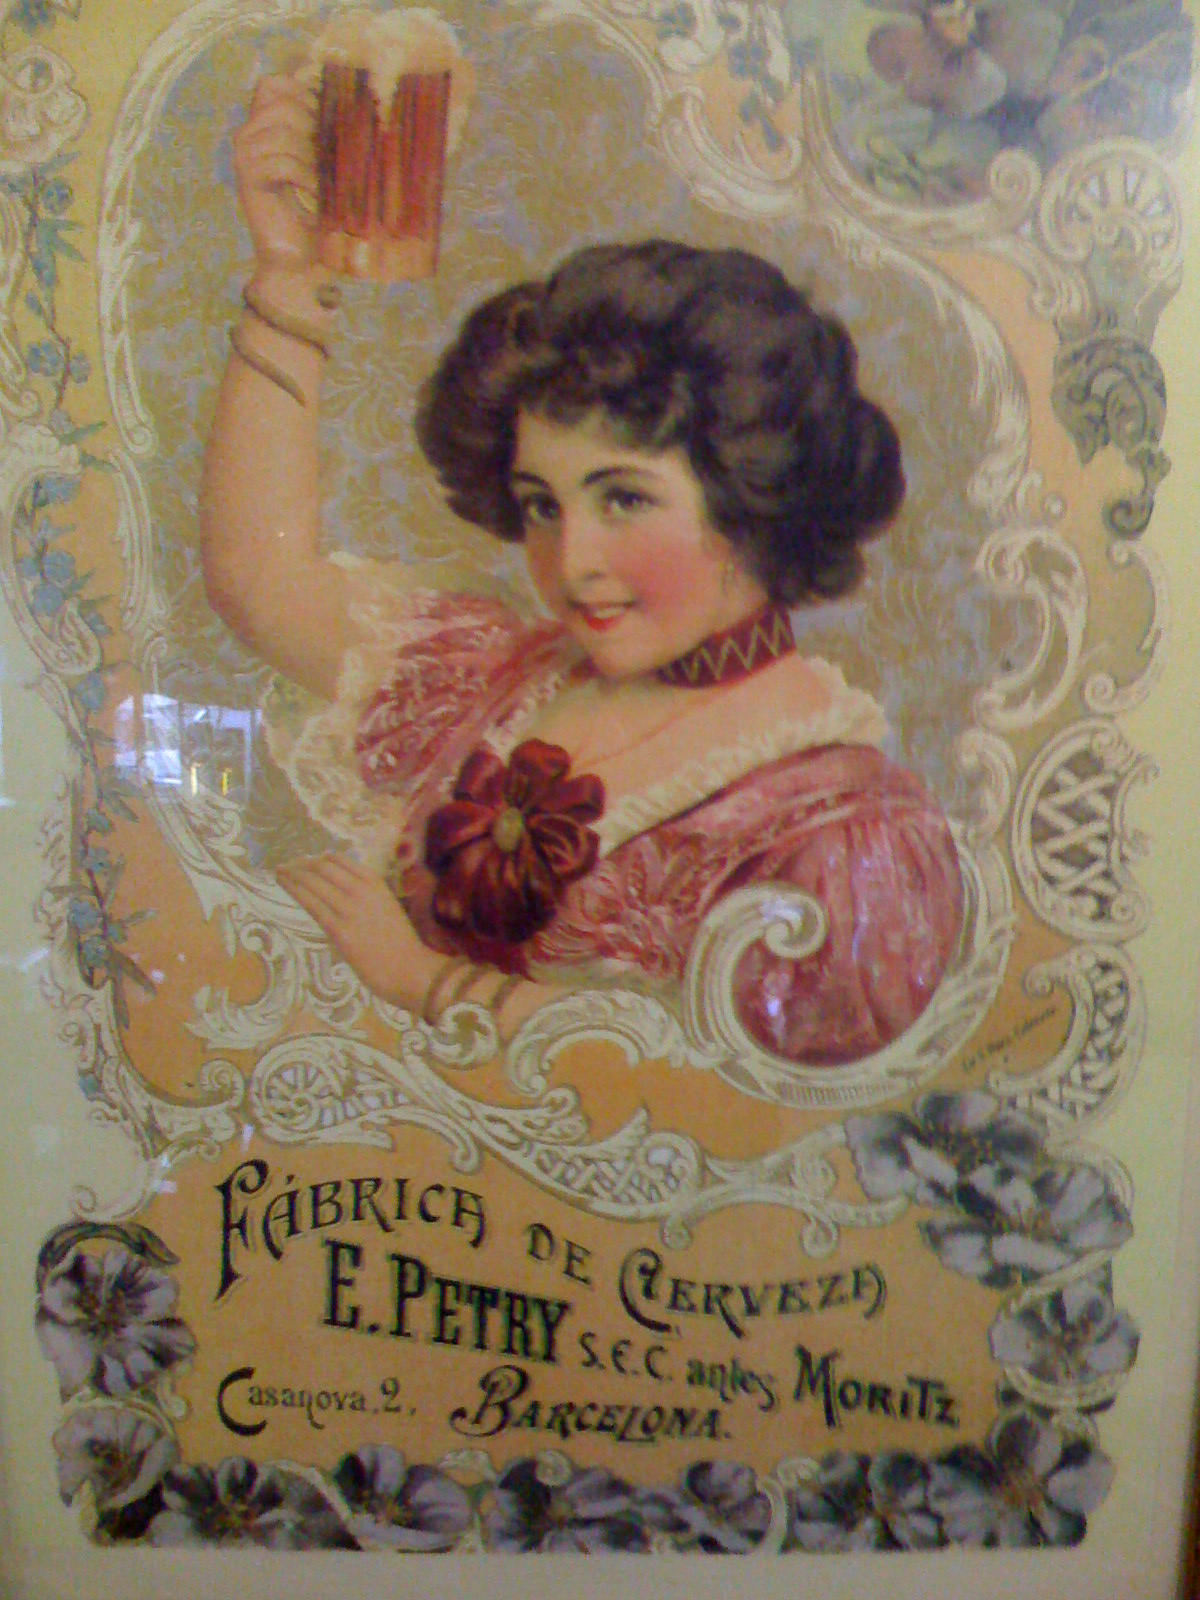 FÁBRICA DE CERVEZA
E. PETRY S. E C. antes MORITZ
Casanova, 2, BARCELONA.